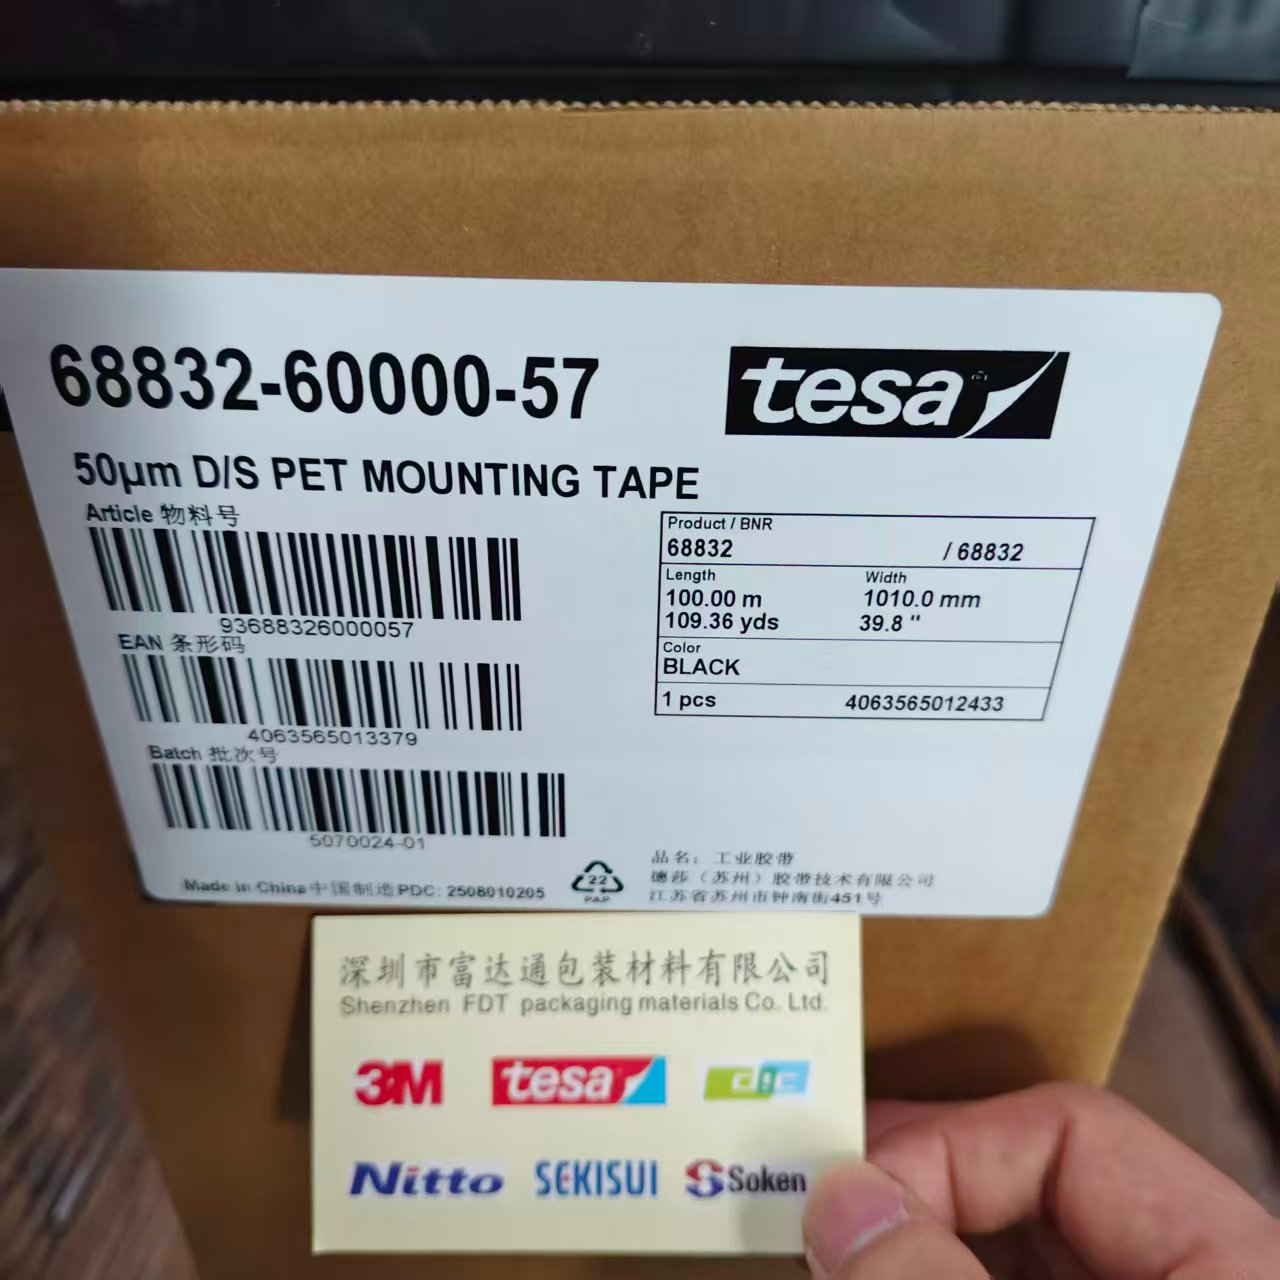 68832-60000-57
tesa®
50µm D/S PET MOUNTING TAPE
Article 物料号
93688326000057
EAN 条形码
4063565013379
Batch 批次号
5070024-01
Product / BNR
68832 / 68832
Length Width
100.00 m 1010.0 mm
109.36 yds 39.8 "
Color
BLACK
1 pcs 4063565012433
Made in China 中国制造 PDC: 2508010205
22
PAP
品名：工业胶带
德莎（苏州）胶带技术有限公司
江苏省苏州市钟南街451号
深圳市富达通包装材料有限公司
Shenzhen FDT packaging materials Co. Ltd.
3M tesa dic
Nitto SEKISUI Soken